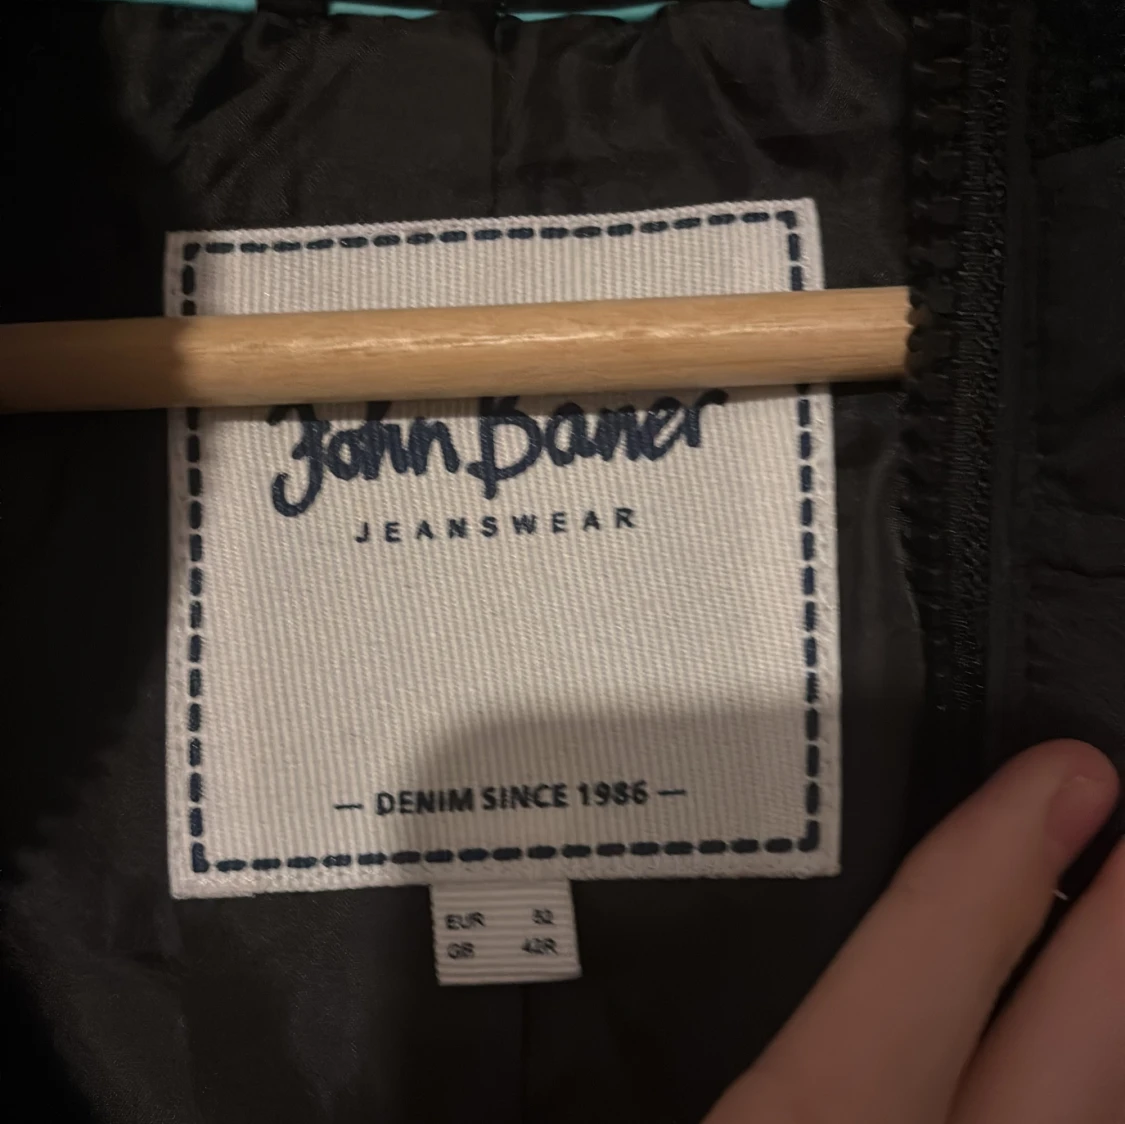 John Baner
JEANSWEAR
— DENIM SINCE 1986 —
EUR 52
GB 42R